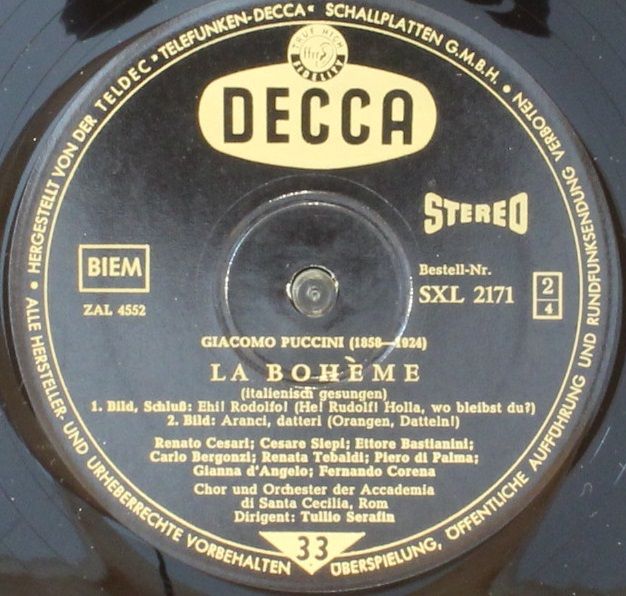 HERGESTELLT VON DER TELDEC • »TELEFUNKEN-DECCA« SCHALLPLATTEN G.M.B.H. •
TRUE HIGH
FIDELITY
DECCA
STEREO
BIEM
ZAL 4552
Bestell-Nr.
SXL 2171
2
4
GIACOMO PUCCINI (1858—1924)
LA BOHÈME
(italienisch gesungen)
1. Bild, Schluß: Ehi! Rodolfo! (He! Rudolf! Holla, wo bleibst du?)
2. Bild: Aranci, datteri (Orangen, Datteln!)
Renato Cesari; Cesare Siepi; Ettore Bastianini;
Carlo Bergonzi; Renata Tebaldi; Piero di Palma;
Gianna d'Angelo; Fernando Corena
Chor und Orchester der Accademia
di Santa Cecilia, Rom
Dirigent: Tullio Serafin
33
• ALLE HERSTELLER- UND URHEBERRECHTE VORBEHALTEN
ÜBERSPIELUNG, ÖFFENTLICHE AUFFÜHRUNG UND RUNDFUNKSENDUNG VERBOTEN